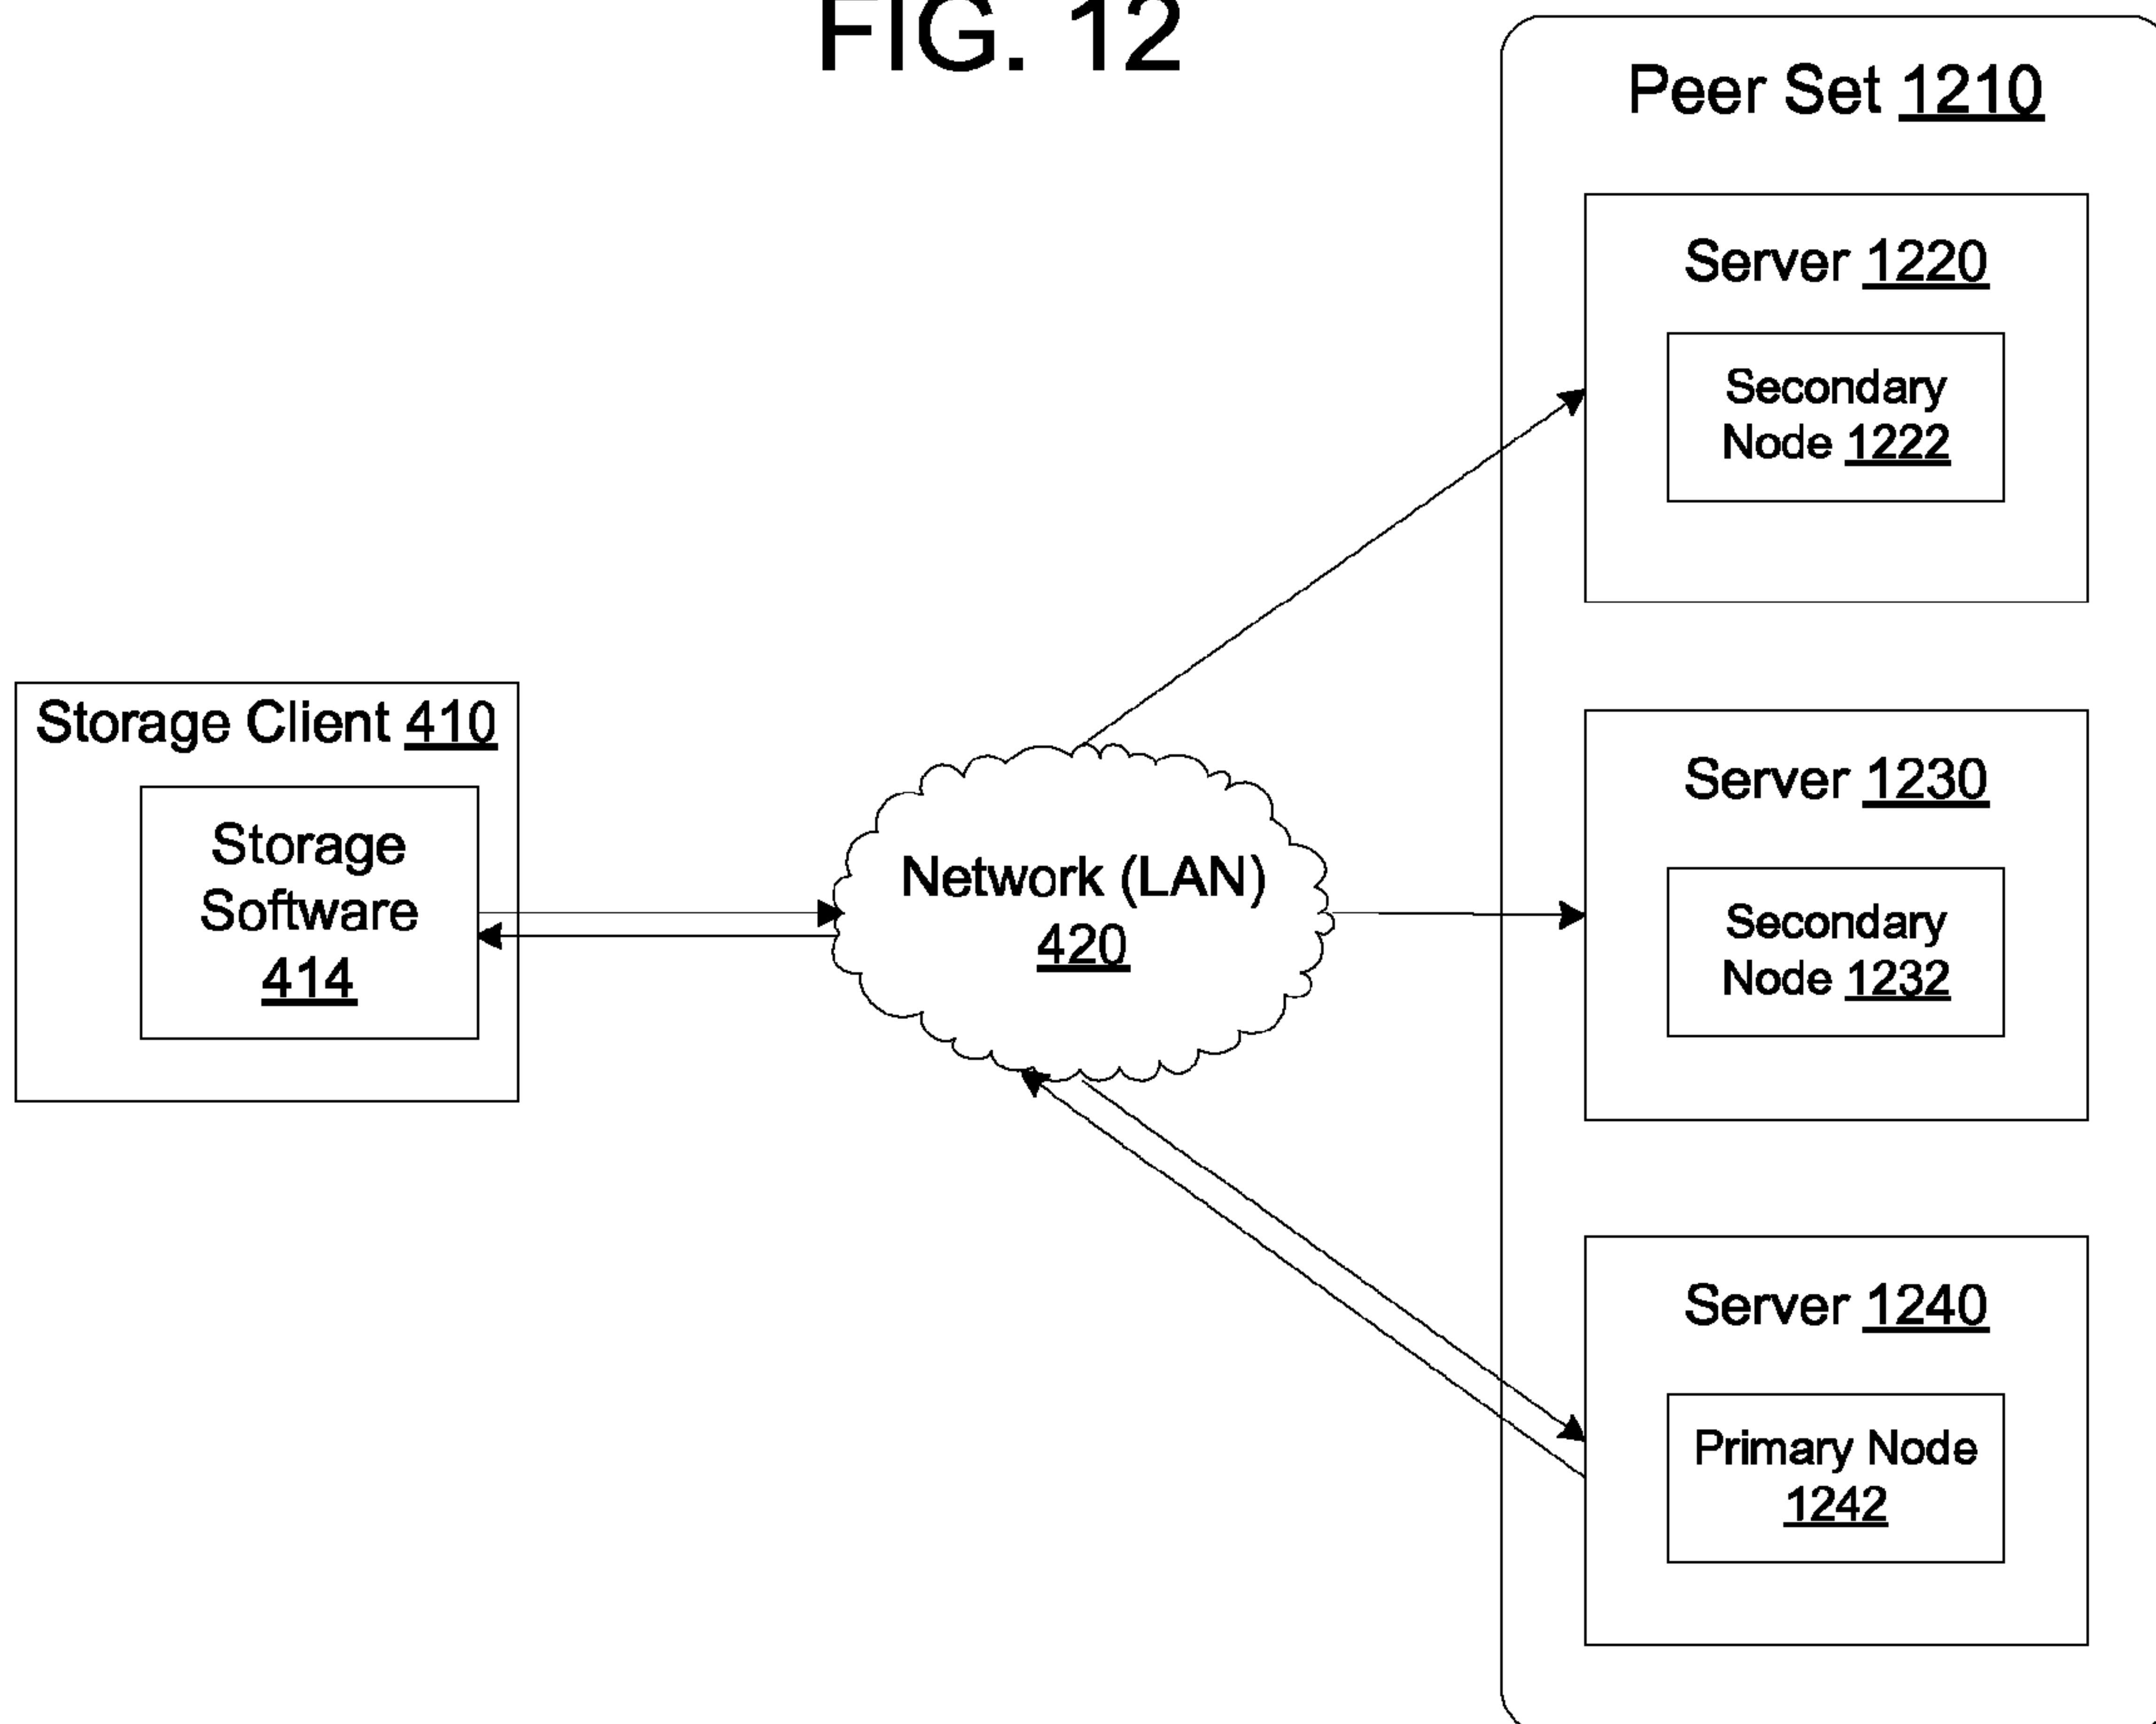 FIG. 12
Peer Set 1210
Server 1220
Secondary
Node 1222
Storage Client 410
Storage
Software
414
Network (LAN)
420
Server 1230
Secondary
Node 1232
Server 1240
Primary Node
1242